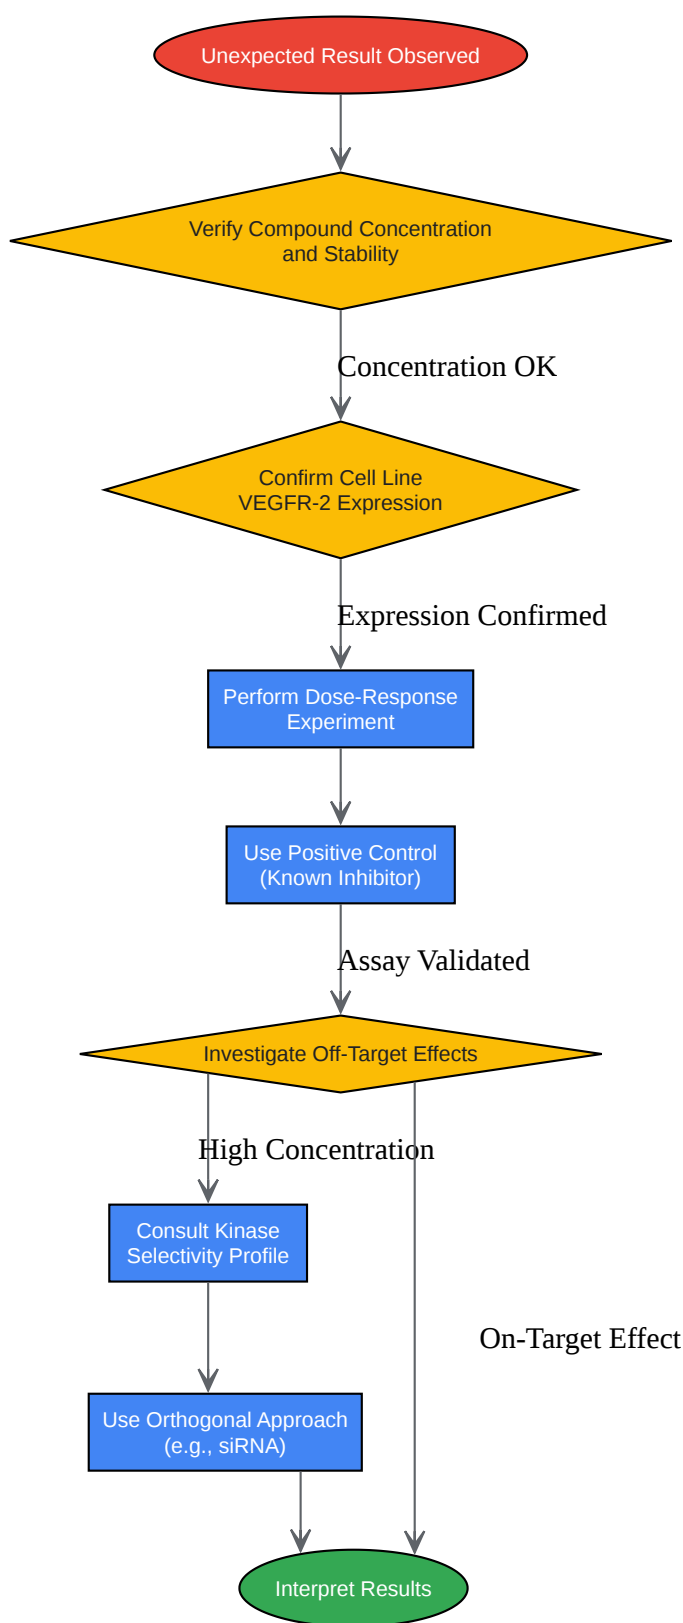 Unexpected Result Observed
Verify Compound Concentration
and Stability
Concentration OK
Confirm Cell Line
VEGFR-2 Expression
Expression Confirmed
Perform Dose-Response
Experiment
Use Positive Control
(Known Inhibitor)
Assay Validated
Investigate Off-Target Effects
High Concentration
Consult Kinase
Selectivity Profile
On-Target Effect
Use Orthogonal Approach
(e.g., siRNA)
Interpret Results